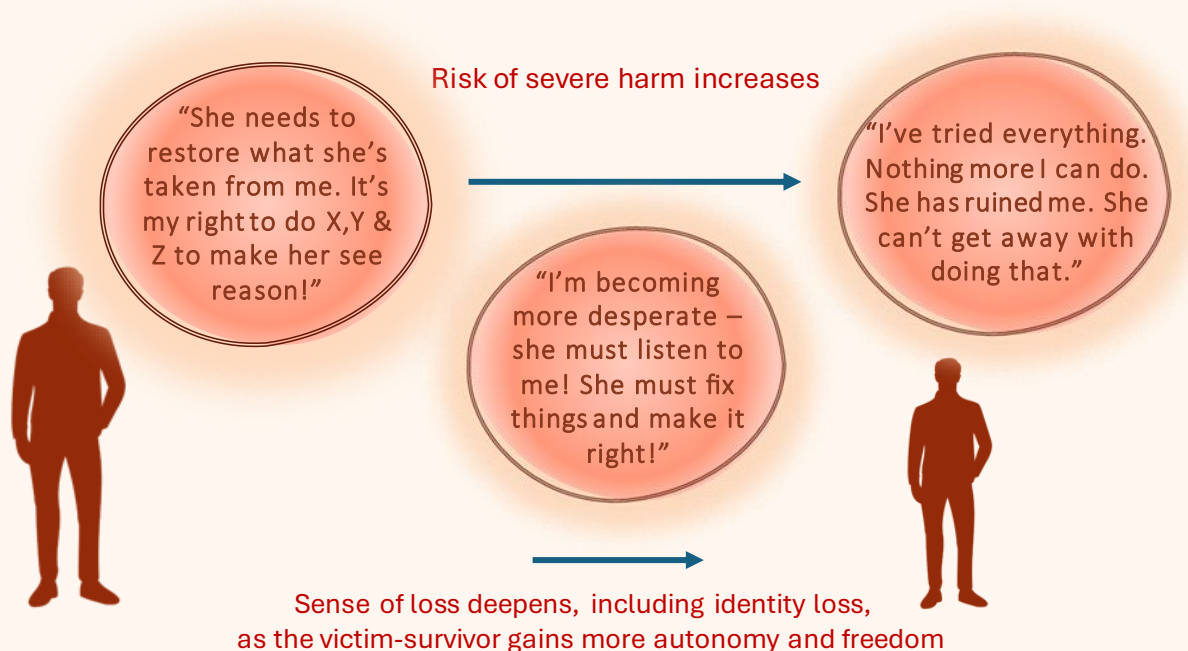 Risk of severe harm increases
“She needs to
restore what she’s
taken from me. It’s
my right to do X,Y &
Z to make her see
reason!”
“I’m becoming
more desperate –
she must listen to
me! She must fix
things and make it
right!”
“I’ve tried everything.
Nothing more I can do.
She has ruined me. She
can’t get away with
doing that.”
Sense of loss deepens, including identity loss,
as the victim-survivor gains more autonomy and freedom